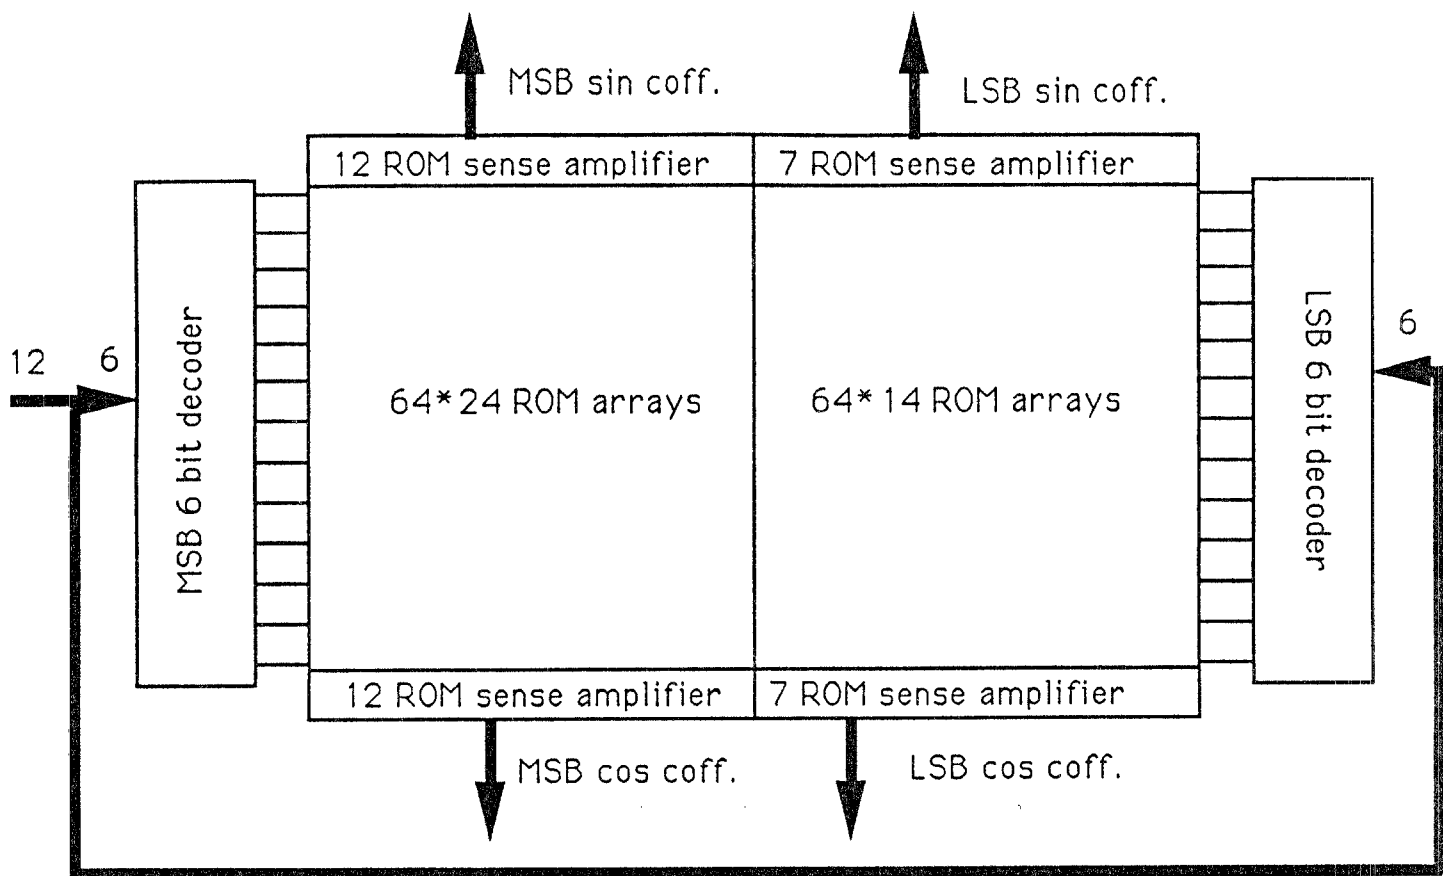 MSB sin coff.
LSB sin coff.
12 ROM sense amplifier
7 ROM sense amplifier
12
6
MSB 6 bit decoder
64*24 ROM arrays
64*14 ROM arrays
LSB 6 bit decoder
6
12 ROM sense amplifier
7 ROM sense amplifier
MSB cos coff.
LSB cos coff.